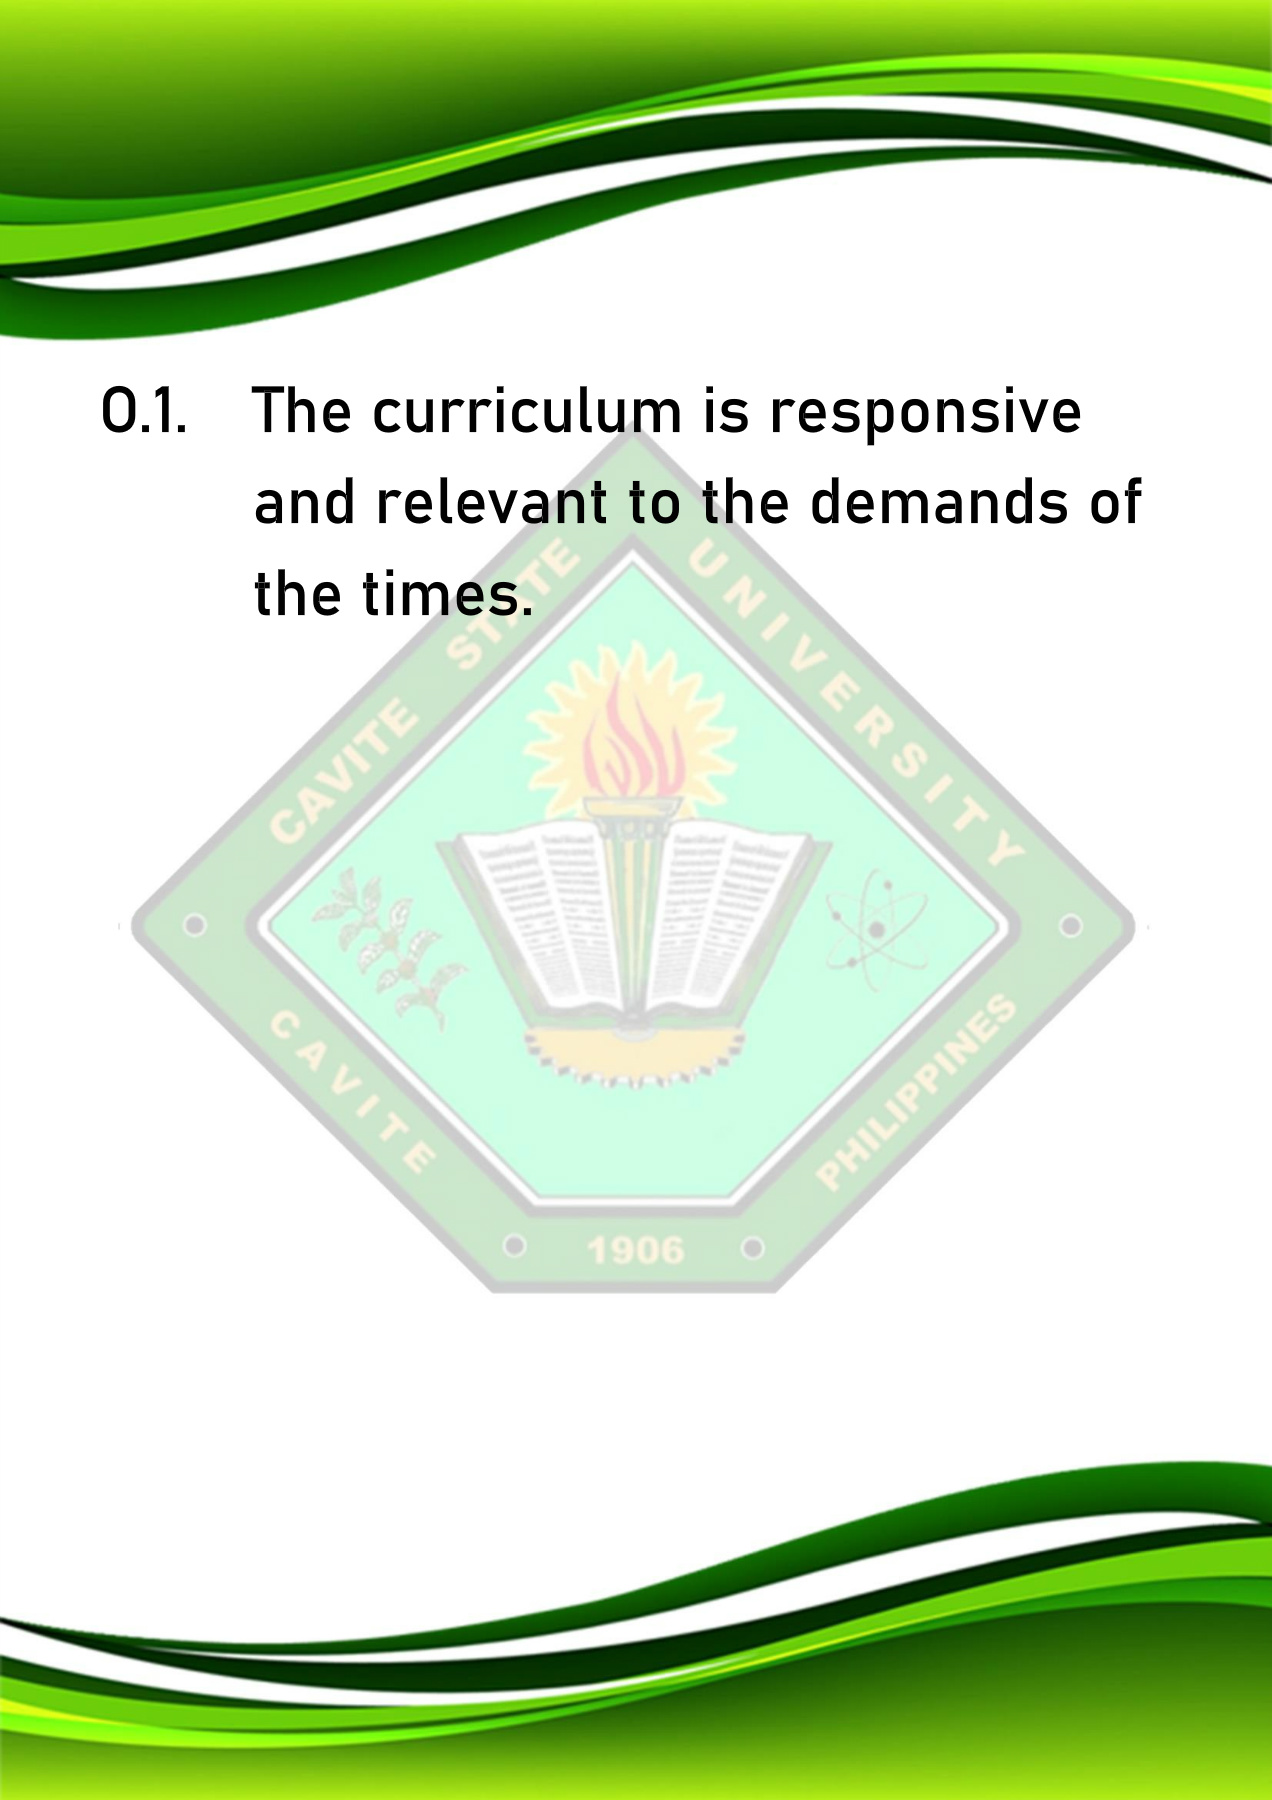 O.1. The curriculum is responsive
and relevant to the demands of
the times.
CAVITE STATE UNIVERSITY
CAVITE PHILIPPINES
1906